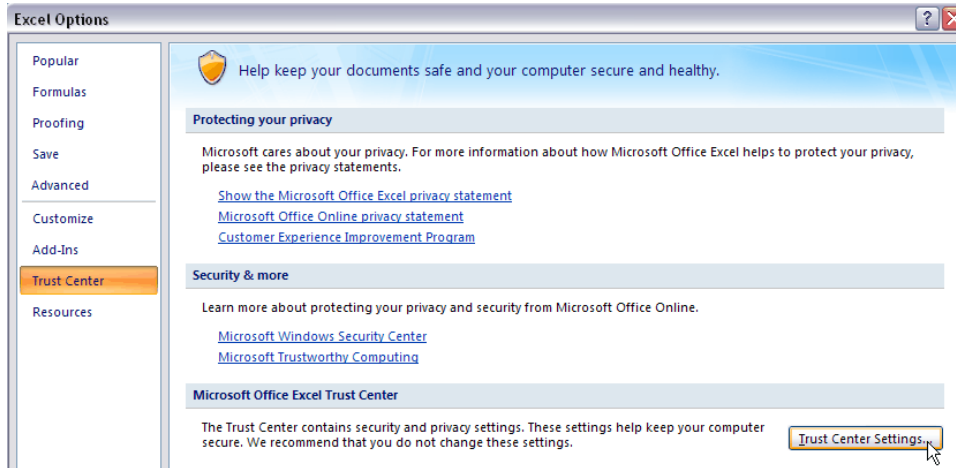 Excel Options
?
Popular
Formulas
Proofing
Save
Advanced
Customize
Add-Ins
Trust Center
Resources
Help keep your documents safe and your computer secure and healthy.
Protecting your privacy
Microsoft cares about your privacy. For more information about how Microsoft Office Excel helps to protect your privacy,
please see the privacy statements.
Show the Microsoft Office Excel privacy statement
Microsoft Office Online privacy statement
Customer Experience Improvement Program
Security & more
Learn more about protecting your privacy and security from Microsoft Office Online.
Microsoft Windows Security Center
Microsoft Trustworthy Computing
Microsoft Office Excel Trust Center
The Trust Center contains security and privacy settings. These settings help keep your computer
secure. We recommend that you do not change these settings.
Trust Center Settings...